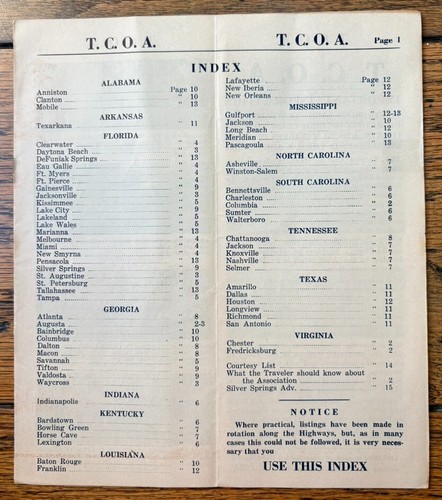 T. C. O. A.
INDEX
ALABAMA
Anniston Page 10
Clanton " 10
Mobile " 13
ARKANSAS
Texarkana " 11
FLORIDA
Clearwater " 4
Daytona Beach " 3
DeFuniak Springs " 13
Eau Gallie " 4
Ft. Myers " 4
Ft. Pierce " 4
Gainesville " 9
Jacksonville " 3
Kissimmee " 5
Lake City " 9
Lakeland " 5
Lake Wales " 5
Marianna " 13
Melbourne " 4
Miami " 4
New Smyrna " 4
Pensacola " 13
Silver Springs " 9
St. Augustine " 3
St. Petersburg " 5
Tallahassee " 13
Tampa " 5
GEORGIA
Atlanta " 8
Augusta " 2-3
Bainbridge " 10
Columbus " 10
Dalton " 8
Macon " 8
Savannah " 5
Tifton " 9
Valdosta " 9
Waycross " 3
INDIANA
Indianapolis " 6
KENTUCKY
Bardstown " 6
Bowling Green " 7
Horse Cave " 7
Lexington " 6
LOUISIANA
Baton Rouge " 10
Franklin " 12
T. C. O. A. Page 1
Lafayette Page 12
New Iberia " 12
New Orleans " 12
MISSISSIPPI
Gulfport " 12-13
Jackson " 10
Long Beach " 12
Meridian " 10
Pascagoula " 13
NORTH CAROLINA
Asheville " 7
Winston-Salem " 7
SOUTH CAROLINA
Bennettsville " 6
Charleston " 6
Columbia " 2
Sumter " 6
Walterboro " 6
TENNESSEE
Chattanooga " 8
Jackson " 7
Knoxville " 7
Nashville " 7
Selmer " 7
TEXAS
Amarillo " 11
Dallas " 11
Houston " 12
Longview " 11
Richmond " 11
San Antonio " 11
VIRGINIA
Chester " 2
Fredricksburg " 2
Courtesy List " 14
What the Traveler should know about
the Association " 2
Silver Springs Adv. " 15
NOTICE
Where practical, listings have been made in
rotation along the Highways, but, as in many
cases this could not be followed, it is very neces-
sary that you
USE THIS INDEX